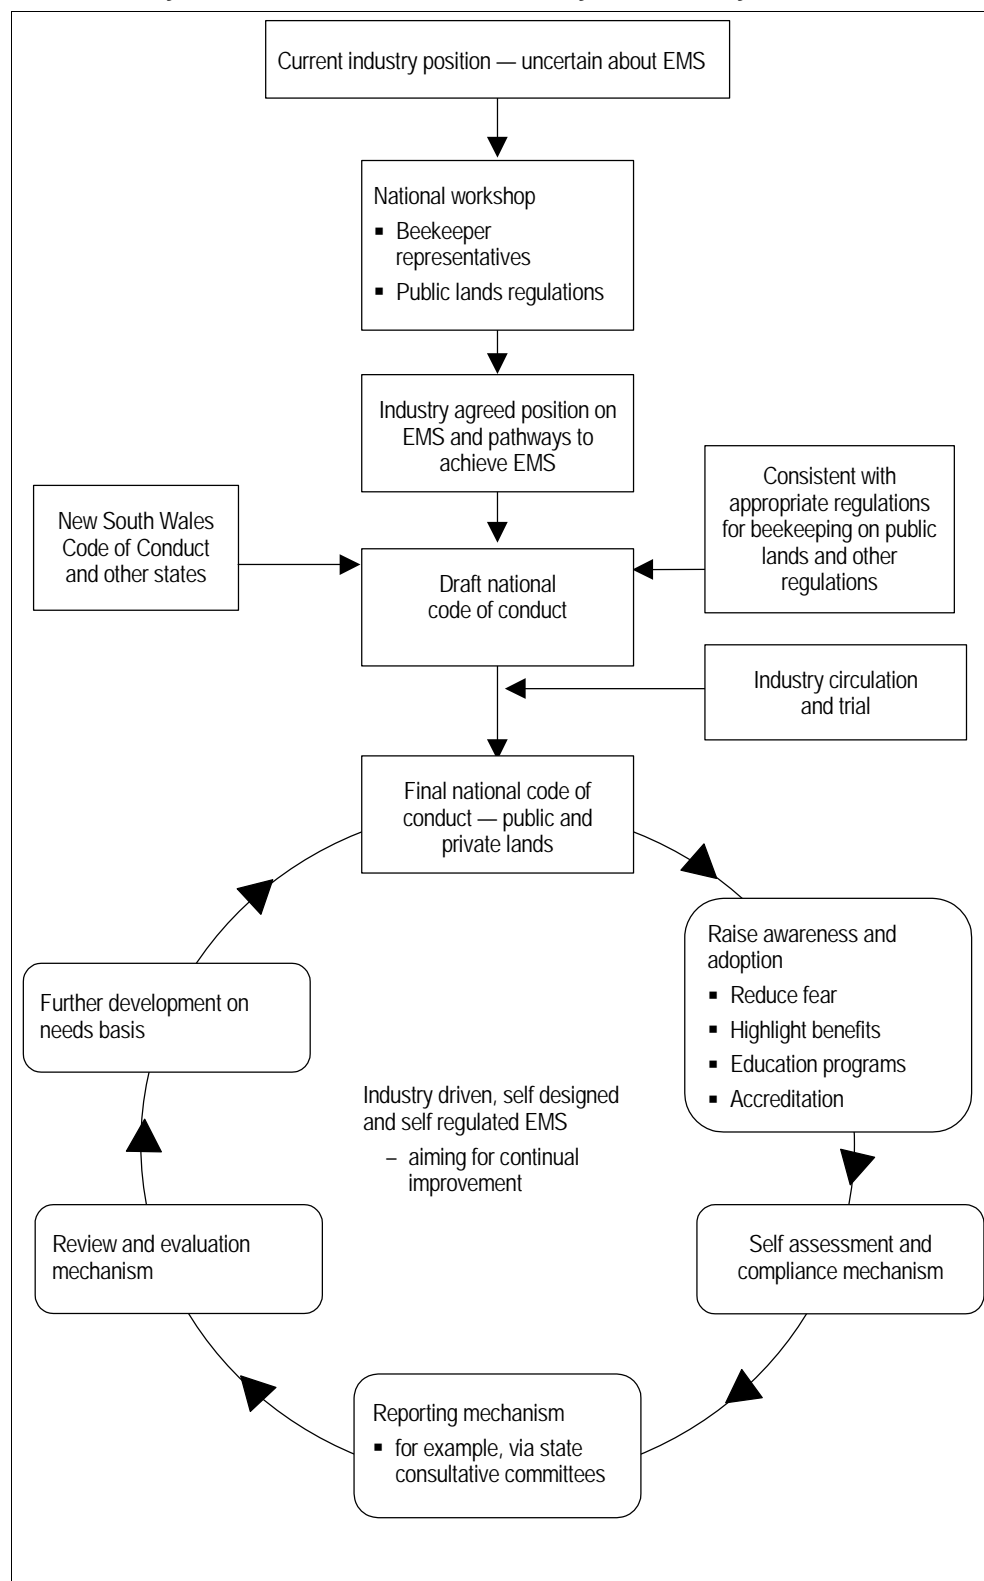 Current industry position — uncertain about EMS
National workshop
▪ Beekeeper
representatives
▪ Public lands regulations
Industry agreed position on
EMS and pathways to
achieve EMS
New South Wales
Code of Conduct
and other states
Consistent with
appropriate regulations
for beekeeping on public
lands and other
regulations
Draft national
code of conduct
Industry circulation
and trial
Final national code of
conduct — public and
private lands
Raise awareness and
adoption
▪ Reduce fear
▪ Highlight benefits
▪ Education programs
▪ Accreditation
Further development on
needs basis
Industry driven, self designed
and self regulated EMS
– aiming for continual
improvement
Review and evaluation
mechanism
Self assessment and
compliance mechanism
Reporting mechanism
▪ for example, via state
consultative committees